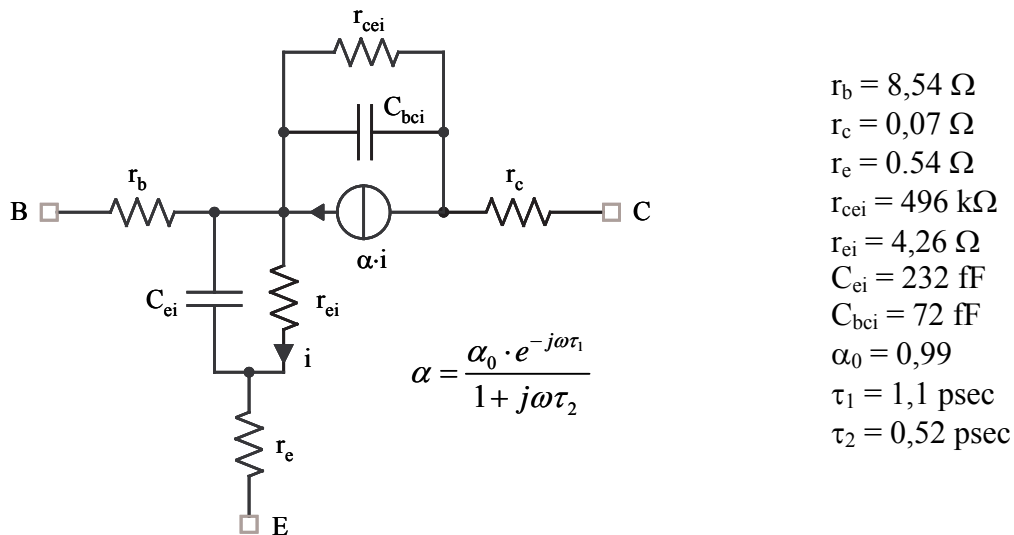 r_cei
C_bci
r_b
r_c
B
C
α·i
C_ei
r_ei
i
α = α_0 · e^{-jωτ_1} / 1 + jωτ_2
r_e
E
r_b = 8,54 Ω
r_c = 0,07 Ω
r_e = 0.54 Ω
r_cei = 496 kΩ
r_ei = 4,26 Ω
C_ei = 232 fF
C_bci = 72 fF
α_0 = 0,99
τ_1 = 1,1 psec
τ_2 = 0,52 psec